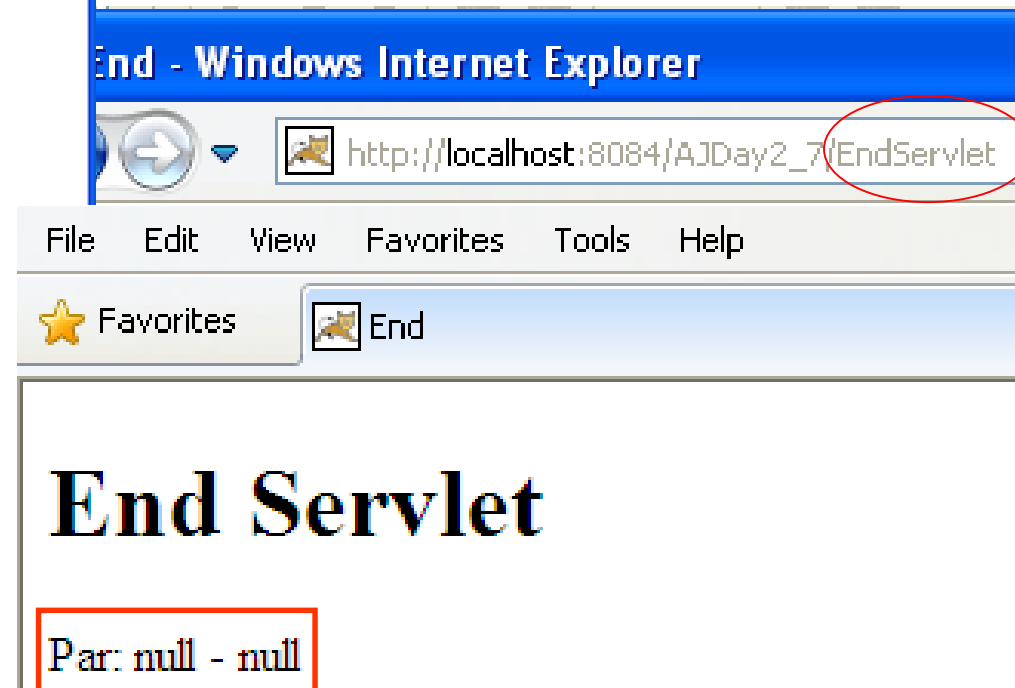 End - Windows Internet Explorer
http://localhost:8084/AJDay2_7/EndServlet
File Edit View Favorites Tools Help
Favorites End
End Servlet
Par: null - null